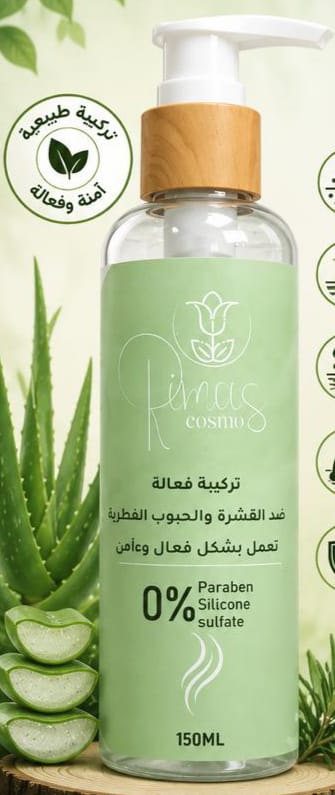 تركيبة طبيعية
آمنة وفعالة
Rimas
cosmo
تركيبة فعالة
ضد القشرة والحبوب الفطرية
تعمل بشكل فعال وءامن
0%
Paraben
Silicone
sulfate
150ML